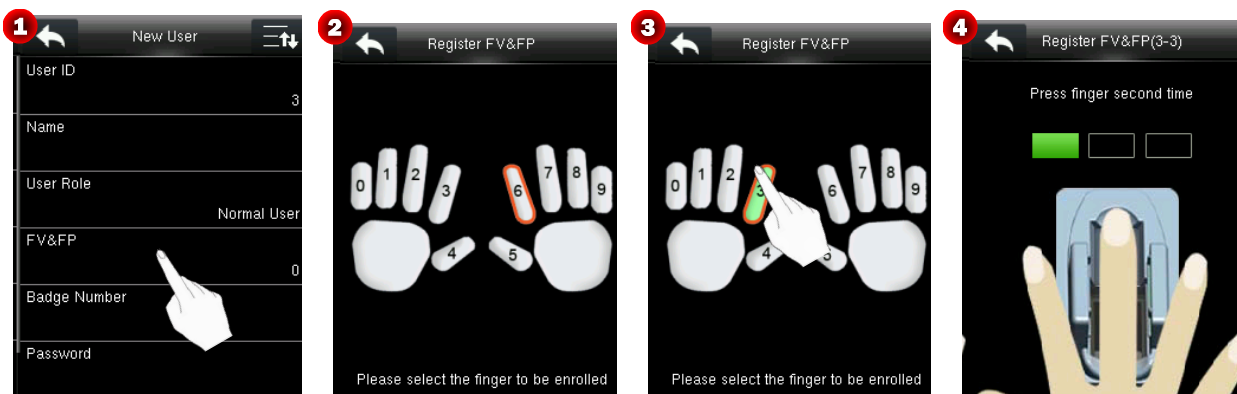 1
New User
User ID
3
Name
User Role
Normal User
FV&FP
0
Badge Number
Password
2
Register FV&FP
0 1 2 3 6 7 8 9
4 5
Please select the finger to be enrolled
3
Register FV&FP
0 1 2 3 6 7 8 9
4 5
Please select the finger to be enrolled
4
Register FV&FP(3-3)
Press finger second time